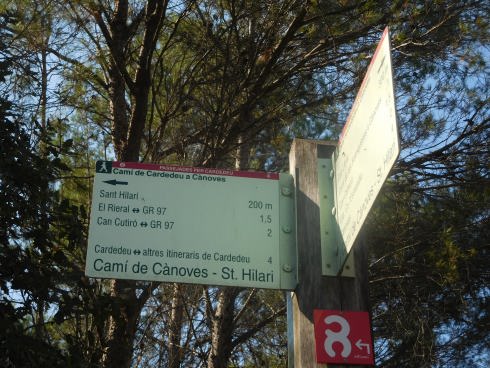 PASSEJADES PER CARDEDEU
Camí de Cardedeu a Cànoves
Sant Hilari 200 m
El Rieral ⇔ GR 97 1,5
Can Cutiró ⇔ GR 97 2
Cardedeu ⇔ altres itineraris de Cardedeu 4
Camí de Cànoves - St. Hilari